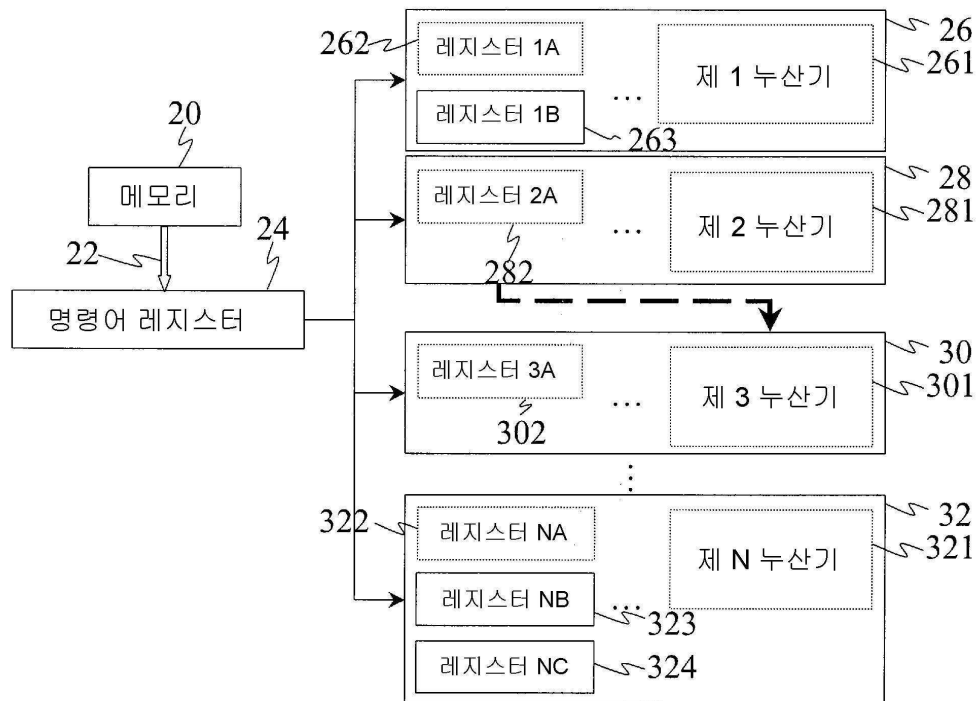 26
262
레지스터 1A
제 1 누산기
261
...
레지스터 1B
263
20
메모리
28
레지스터 2A
제 2 누산기
281
...
22
24
282
명령어 레지스터
30
레지스터 3A
제 3 누산기
301
...
302
...
32
322
레지스터 NA
제 N 누산기
321
레지스터 NB
...
323
레지스터 NC
324